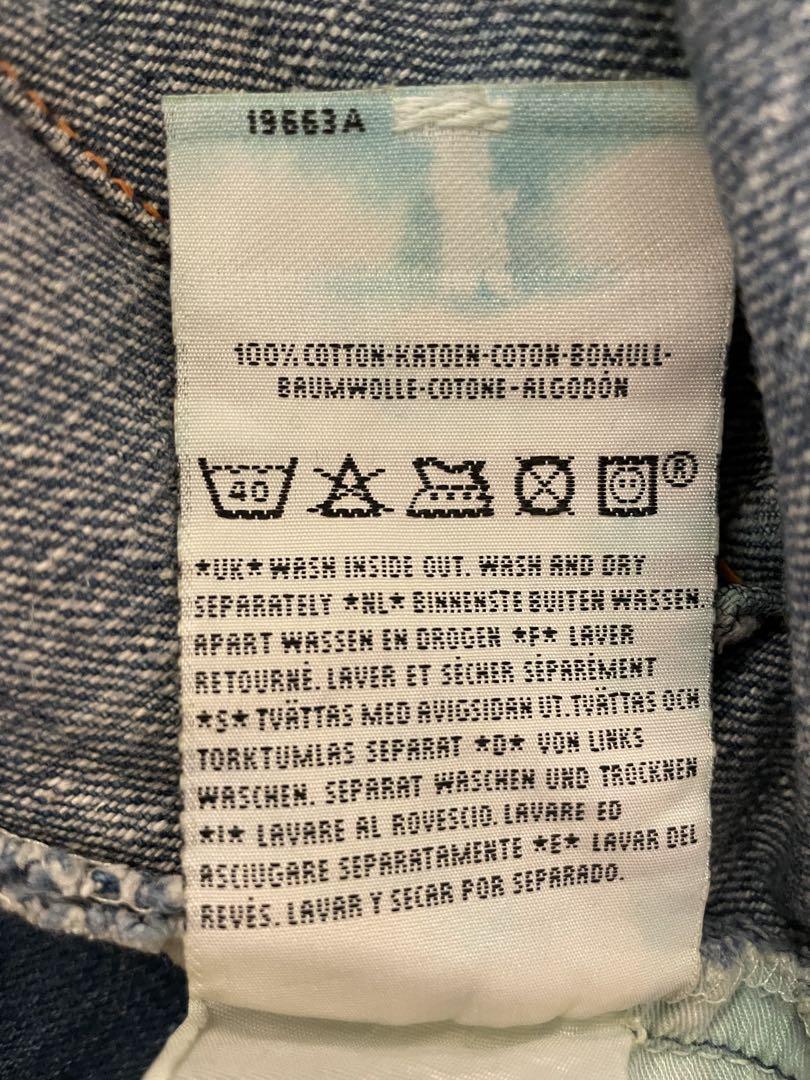 19663A
100% COTTON-KATOEN-COTON-BOMULL-
BAUMWOLLE-COTONE-ALGODÓN
40 ®
*UK* WASH INSIDE OUT. WASH AND DRY
SEPARATELY *NL* BINNENSTE BUITEN WASSEN.
APART WASSEN EN DROGEN *F* LAVER
RETOURNÉ. LAVER ET SÉCHER SÉPARÉMENT
*S* TVÄTTAS MED AVIGSIDAN UT. TVÄTTAS OCH
TORKTUMLAS SEPARAT *D* VON LINKS
WASCHEN. SEPARAT WASCHEN UND TROCKNEN
*I* LAVARE AL ROVESCIO. LAVARE ED
ASCIUGARE SEPARATAMENTE *E* LAVAR DEL
REVÉS. LAVAR Y SECAR POR SEPARADO.